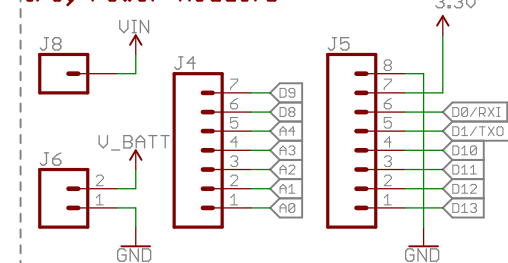 3.3V
VIN
J8
J4
J5
7
6
5
4
3
2
1
D9
D8
A4
A3
A2
A1
A0
8
7
6
5
4
3
2
1
D0/RXI
D1/TXO
D10
D11
D12
D13
V_BATT
J6
2
1
GND
GND